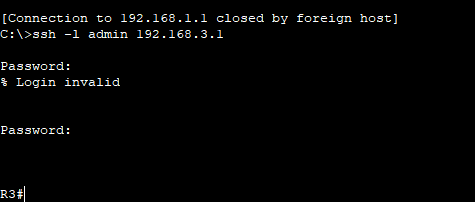 [Connection to 192.168.1.1 closed by foreign host]
C:\>ssh -l admin 192.168.3.1
Password:
% Login invalid
Password:
R3#